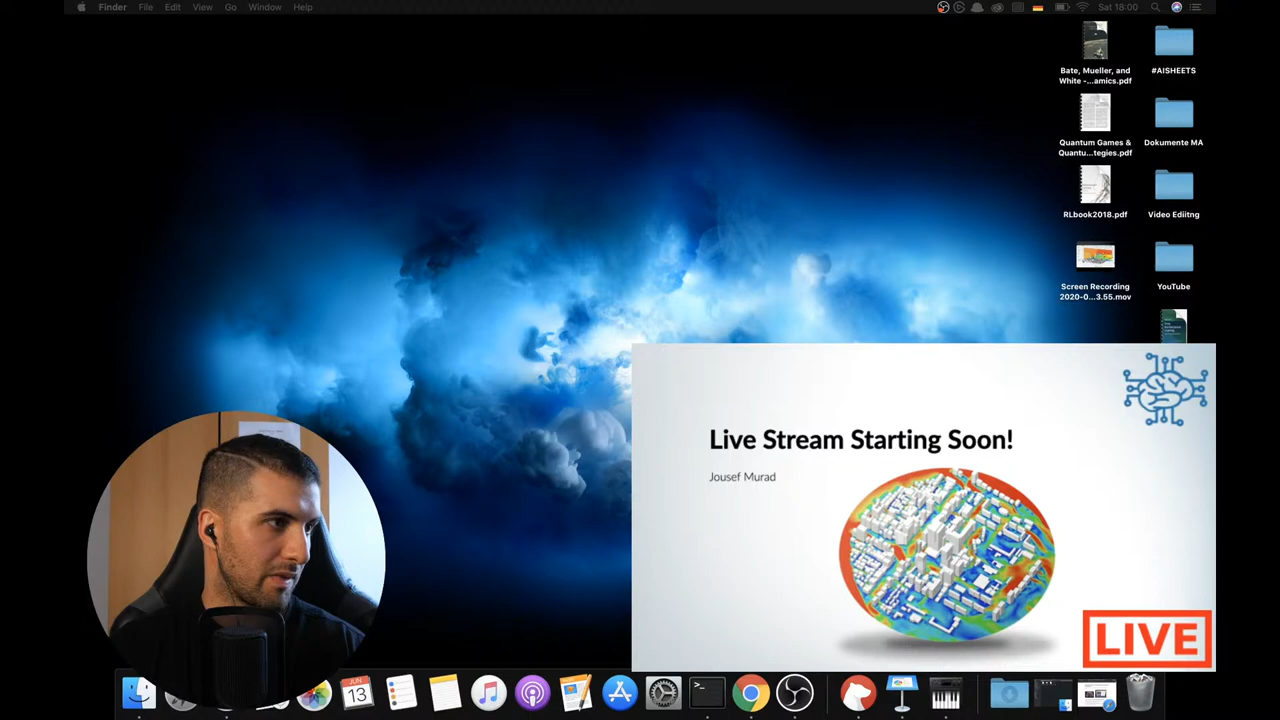 Finder File Edit View Go Window Help
Sat 18:00
Bate, Mueller, and
White -...amics.pdf
#AISHEETS
Quantum Games &
Quantu...tegies.pdf
Dokumente MA
RLbook2018.pdf
Video Ediitng
Screen Recording
2020-0...3.55.mov
YouTube
Live Stream Starting Soon!
Jousef Murad
LIVE
JUN
13